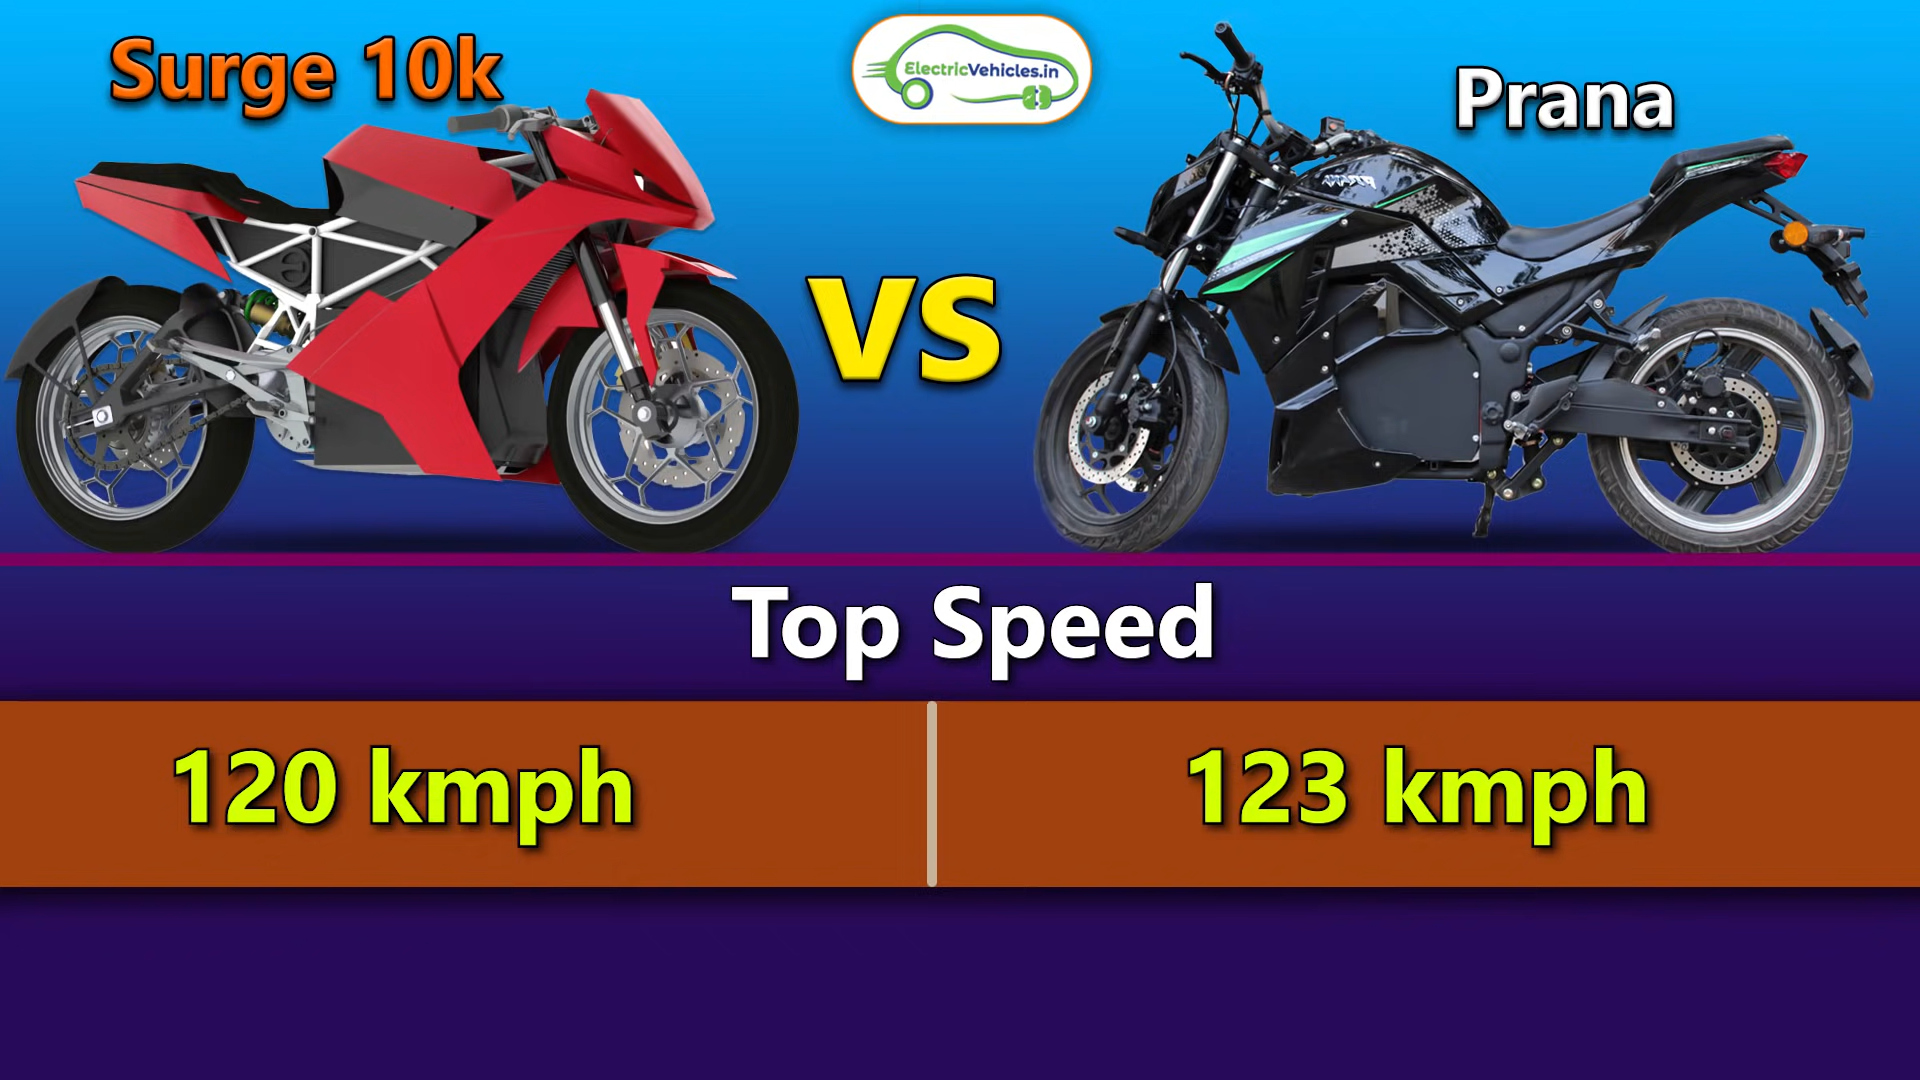 Surge 10k
ElectricVehicles.in
Prana
VS
Top Speed
120 kmph
123 kmph